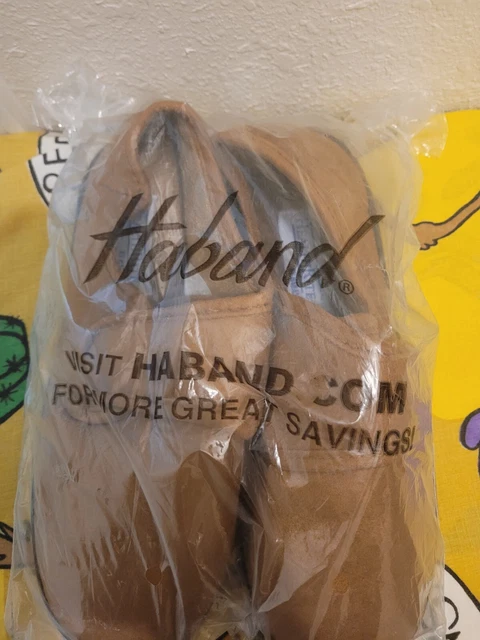 Haband®
VISIT HABAND.COM
FOR MORE GREAT SAVINGS!